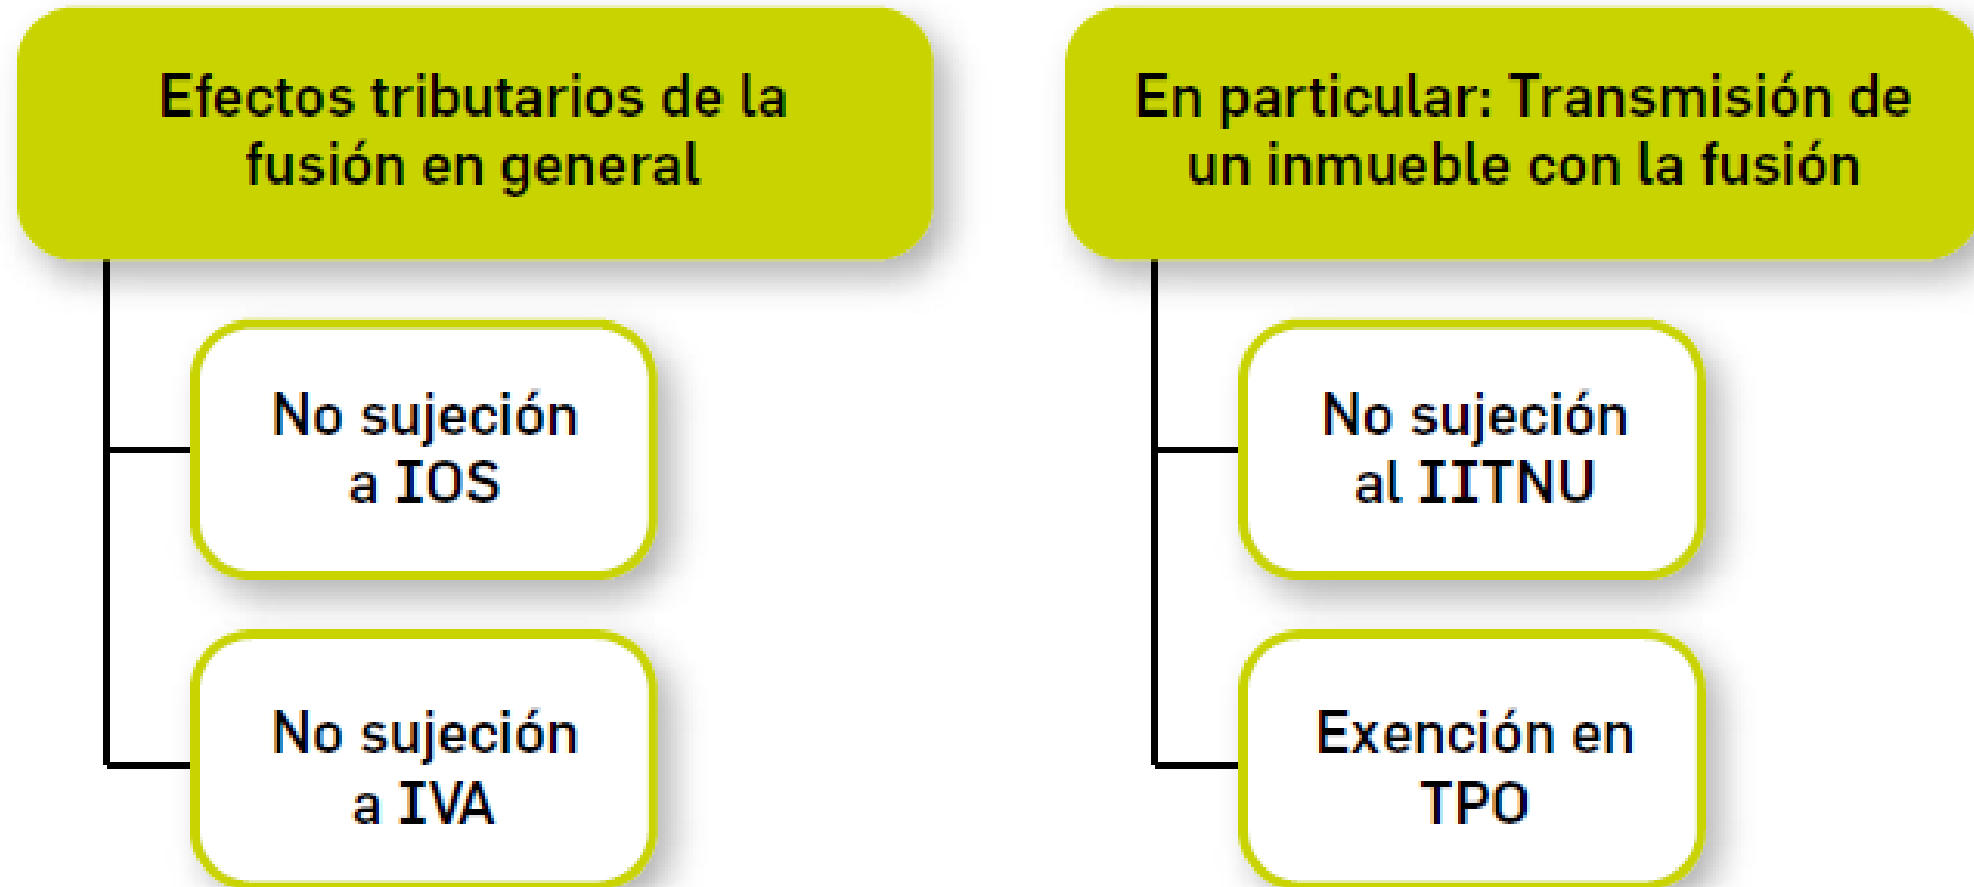 Efectos tributarios de la
fusión en general
No sujeción
a IOS
No sujeción
a IVA
En particular: Transmisión de
un inmueble con la fusión
No sujeción
al IITNU
Exención en
TPO